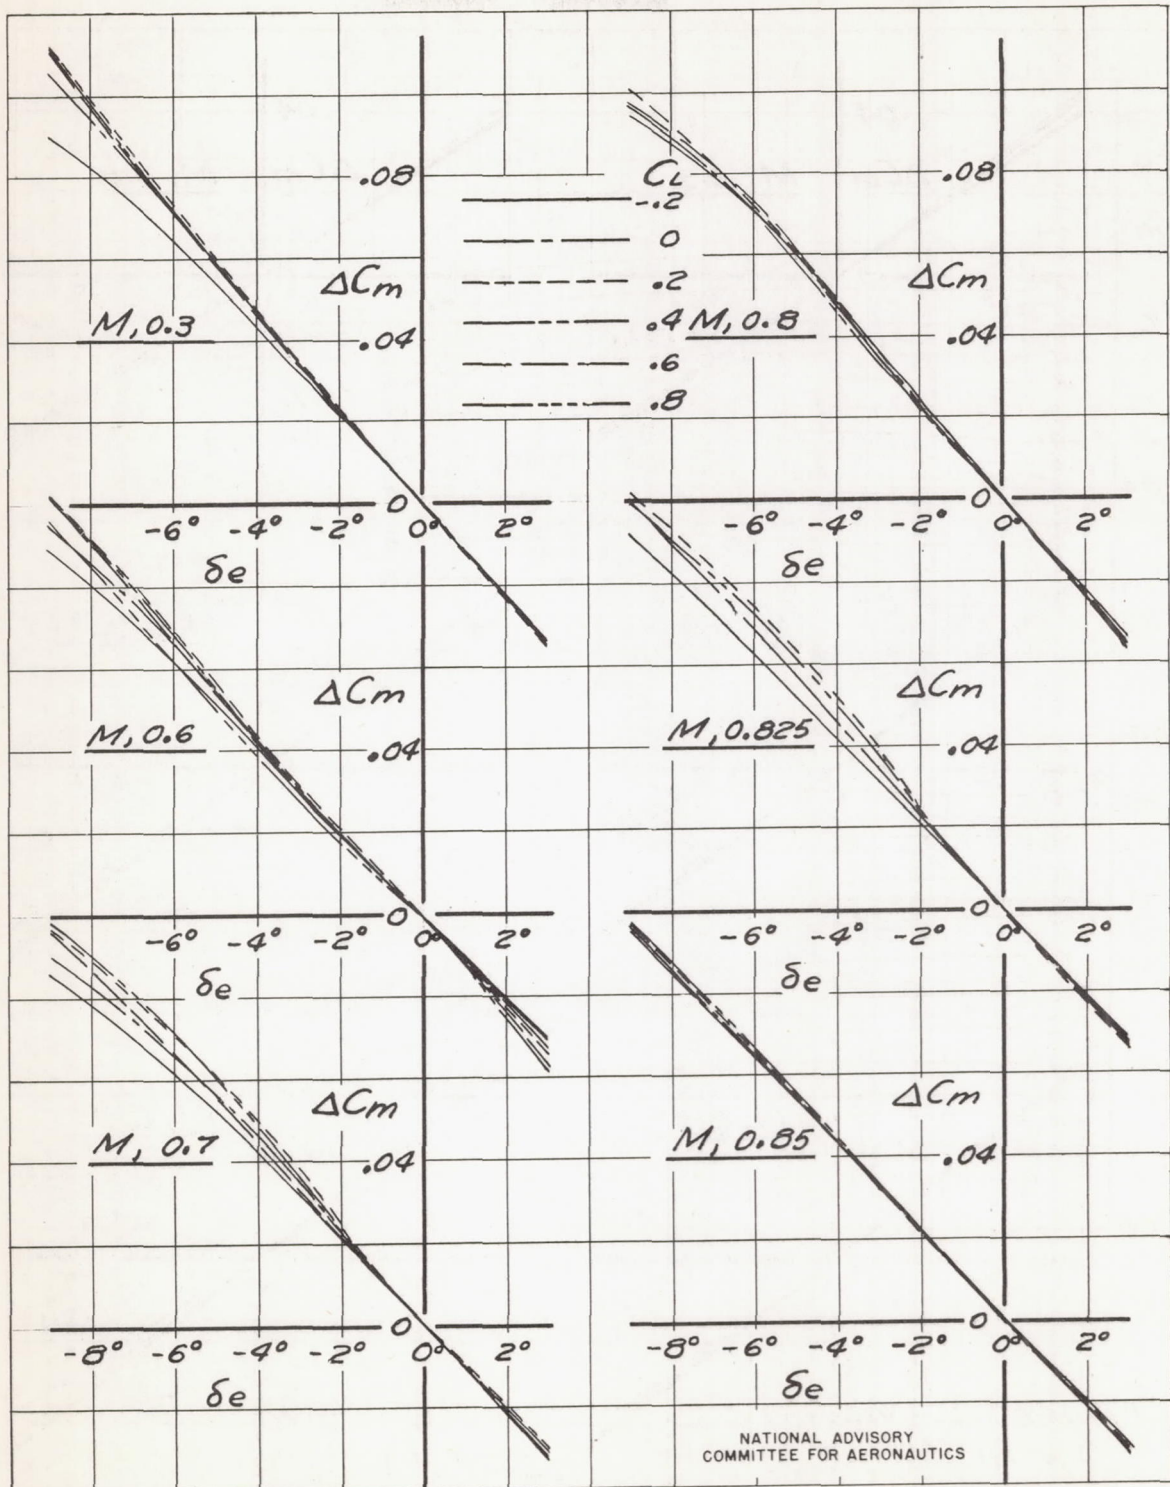 .08
ΔCm
M, 0.3
.04
0
-6° -4° -2° 0° 2°
δe
CL
-.2
0
.2
.4
.6
.8
.08
ΔCm
M, 0.8
.04
0
-6° -4° -2° 0° 2°
δe
ΔCm
M, 0.6
.04
0
-6° -4° -2° 0° 2°
δe
ΔCm
M, 0.825
.04
0
-6° -4° -2° 0° 2°
δe
ΔCm
M, 0.7
.04
0
-8° -6° -4° -2° 0° 2°
δe
ΔCm
M, 0.85
.04
0
-8° -6° -4° -2° 0° 2°
δe
NATIONAL ADVISORY
COMMITTEE FOR AERONAUTICS